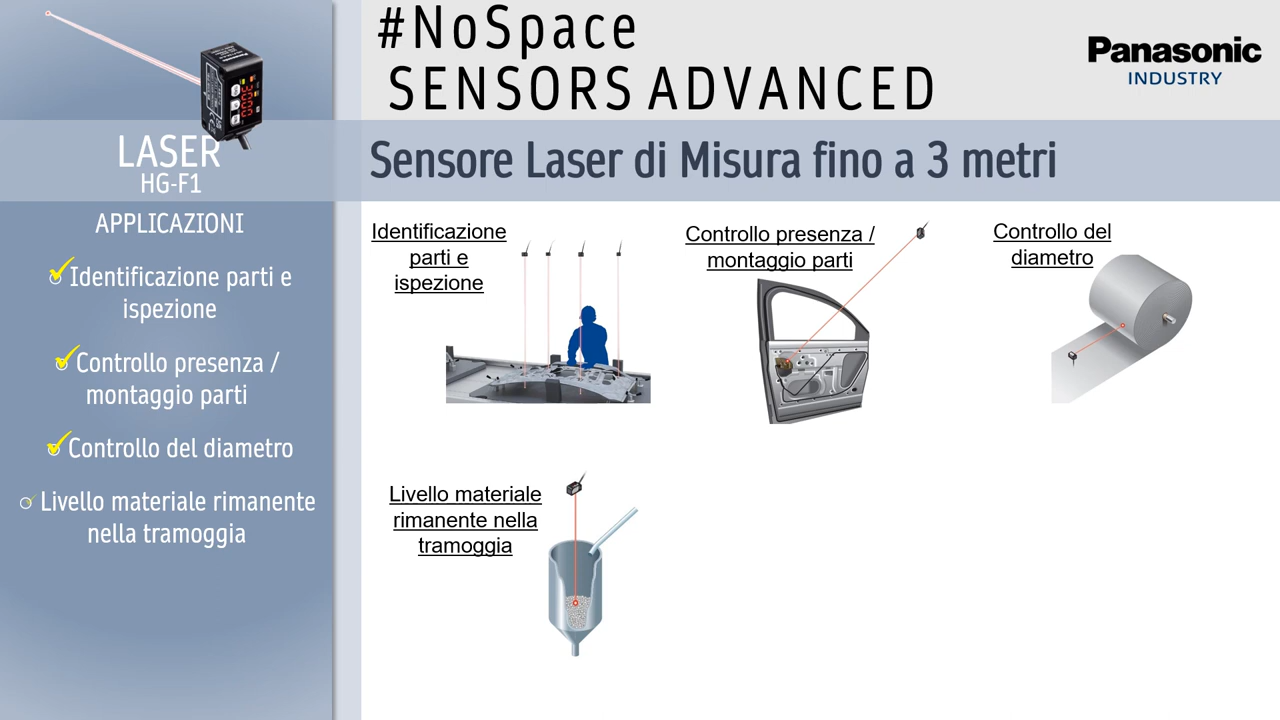 #NoSpace
SENSORS ADVANCED
Panasonic
INDUSTRY
LASER
HG-F1
Sensore Laser di Misura fino a 3 metri
APPLICAZIONI
Identificazione parti e
ispezione
Controllo presenza /
montaggio parti
Controllo del diametro
Livello materiale rimanente
nella tramoggia
Identificazione
parti e
ispezione
Controllo presenza /
montaggio parti
Controllo del
diametro
Livello materiale
rimanente nella
tramoggia